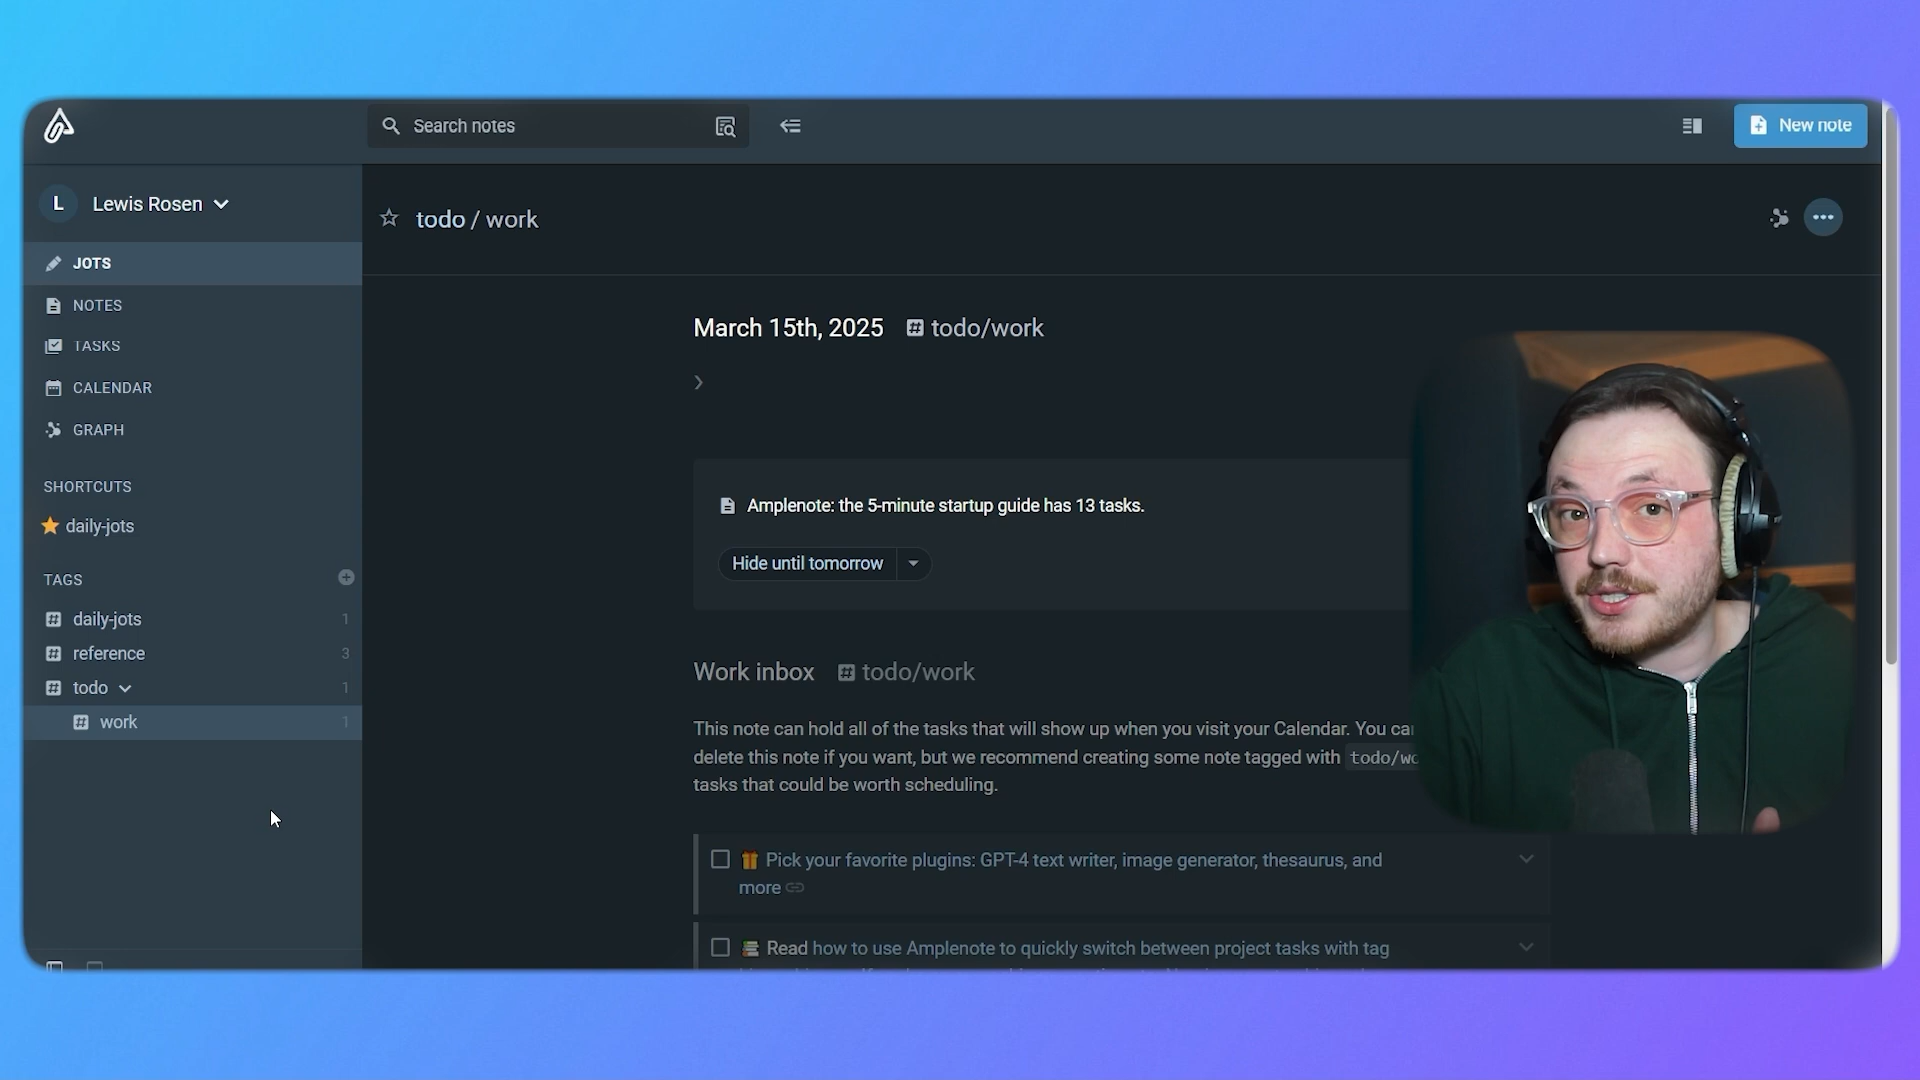 Search notes
New note
L
Lewis Rosen
todo / work
JOTS
NOTES
TASKS
CALENDAR
GRAPH
SHORTCUTS
daily-jots
TAGS
daily-jots 1
reference 3
todo 1
work 1
March 15th, 2025 # todo/work
Amplenote: the 5-minute startup guide has 13 tasks.
Hide until tomorrow
Work inbox # todo/work
This note can hold all of the tasks that will show up when you visit your Calendar. You can
delete this note if you want, but we recommend creating some note tagged with
tasks that could be worth scheduling.
Pick your favorite plugins: GPT-4 text writer, image generator, thesaurus, and
more
Read how to use Amplenote to quickly switch between project tasks with tag